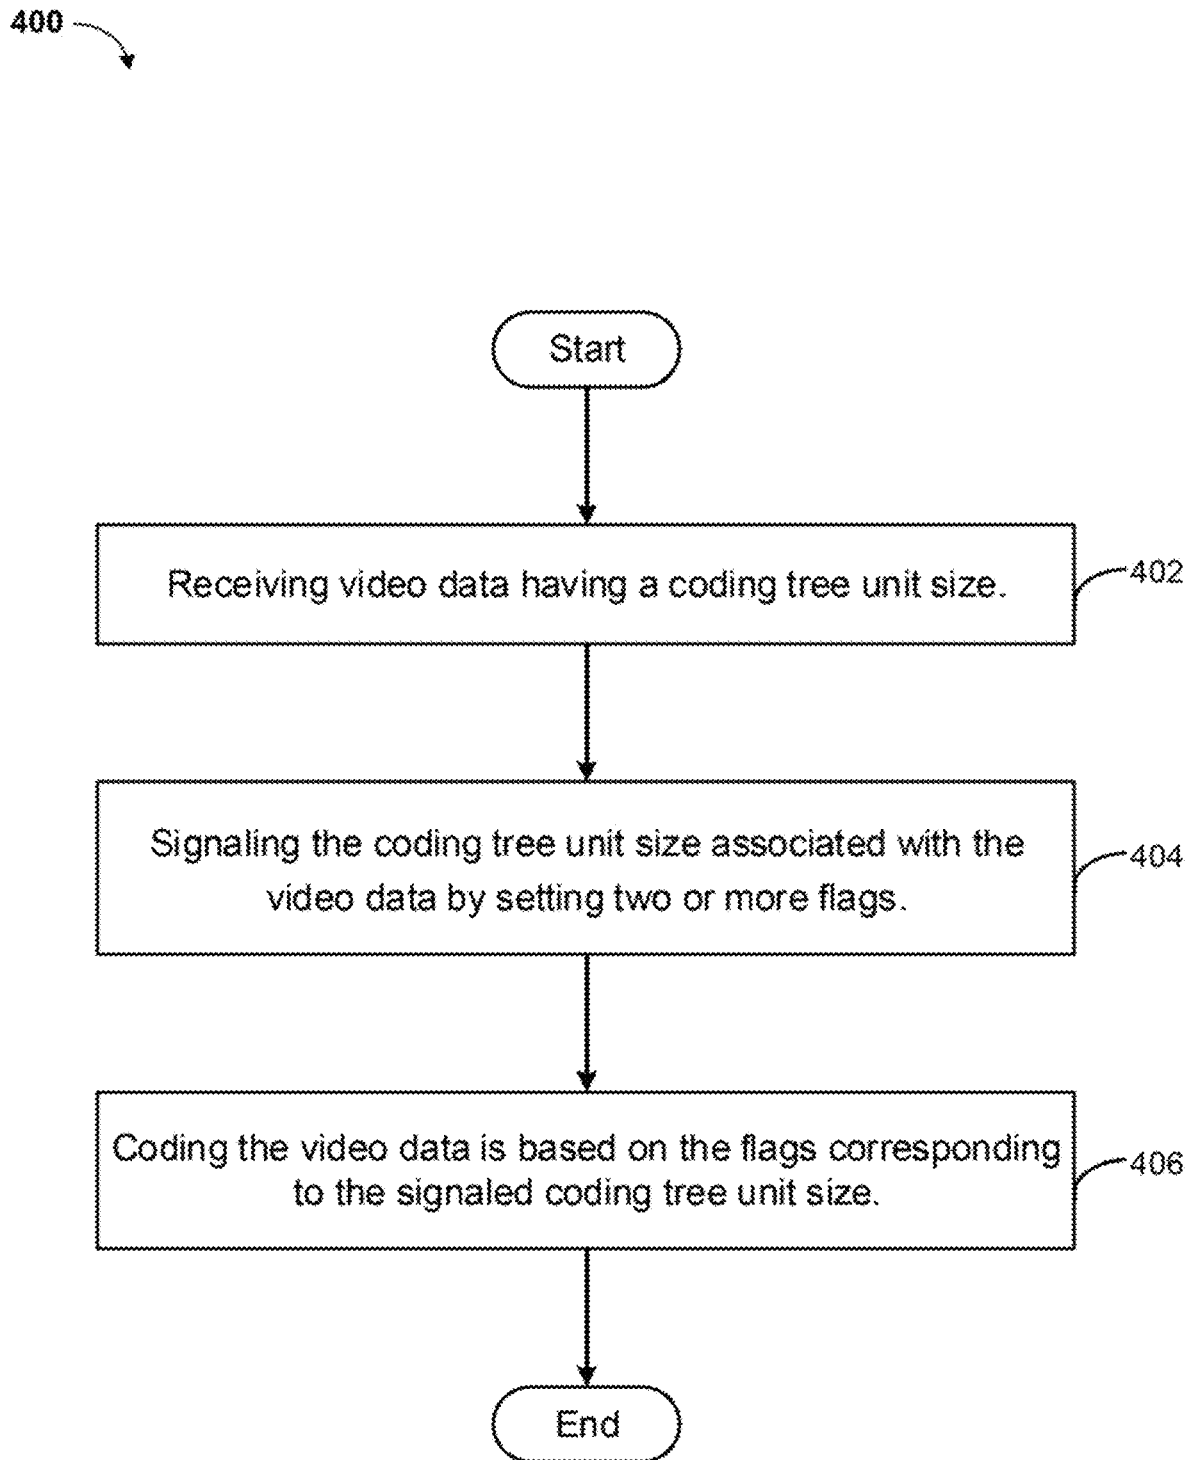 400
Start
Receiving video data having a coding tree unit size.
402
Signaling the coding tree unit size associated with the
video data by setting two or more flags.
404
Coding the video data is based on the flags corresponding
to the signaled coding tree unit size.
406
End